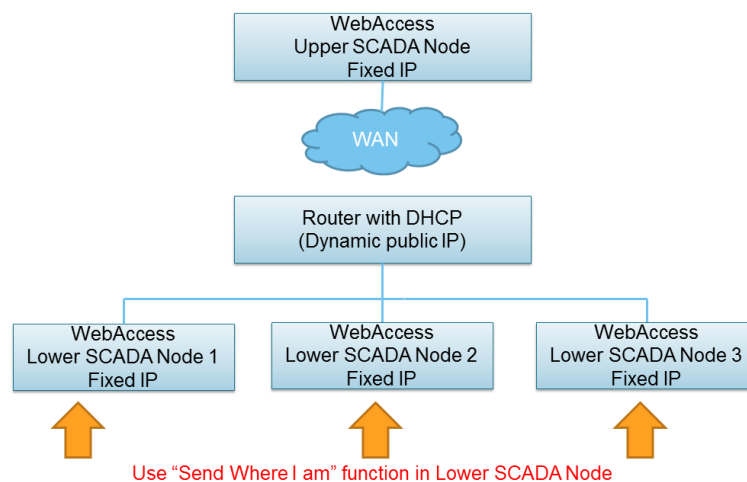 WebAccess
Upper SCADA Node
Fixed IP
WAN
Router with DHCP
(Dynamic public IP)
WebAccess
Lower SCADA Node 1
Fixed IP
WebAccess
Lower SCADA Node 2
Fixed IP
WebAccess
Lower SCADA Node 3
Fixed IP
Use “Send Where I am” function in Lower SCADA Node